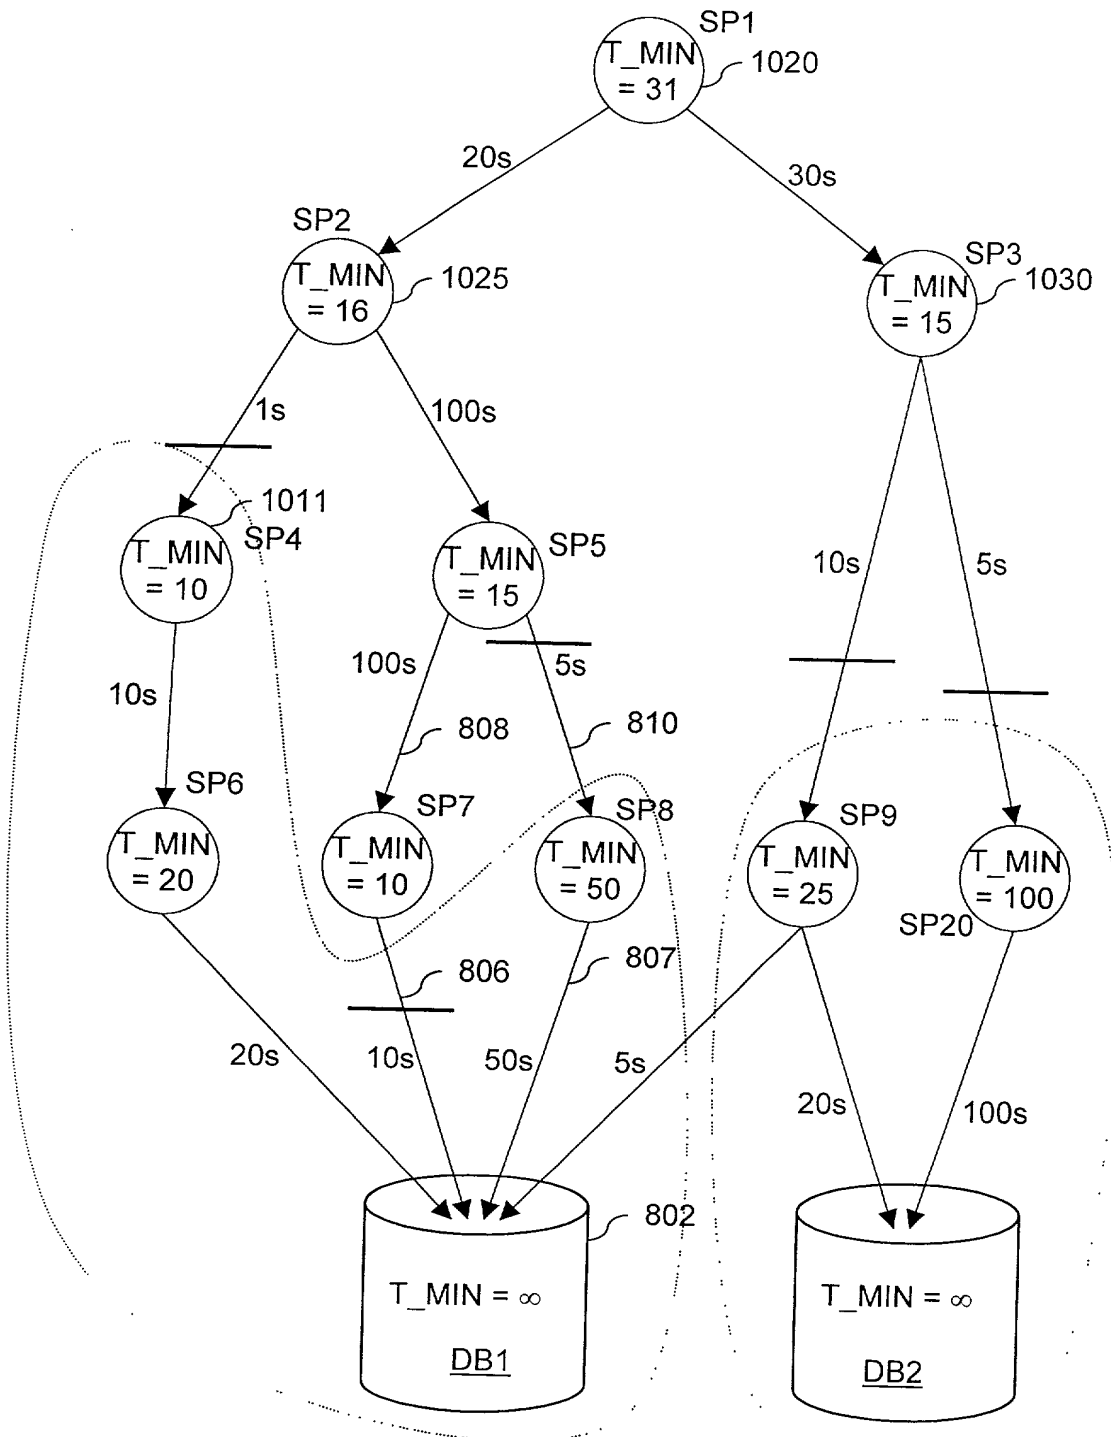 SP1
T_MIN
= 31
1020
20s
30s
SP2
T_MIN
= 16
1025
SP3
T_MIN
= 15
1030
1s
100s
1011
SP4
T_MIN
= 10
SP5
T_MIN
= 15
10s
5s
100s
5s
10s
808
810
SP6
T_MIN
= 20
SP7
T_MIN
= 10
SP8
T_MIN
= 50
SP9
T_MIN
= 25
T_MIN
= 100
SP20
806
807
20s
10s
50s
5s
20s
100s
802
T_MIN = ∞
DB1
T_MIN = ∞
DB2